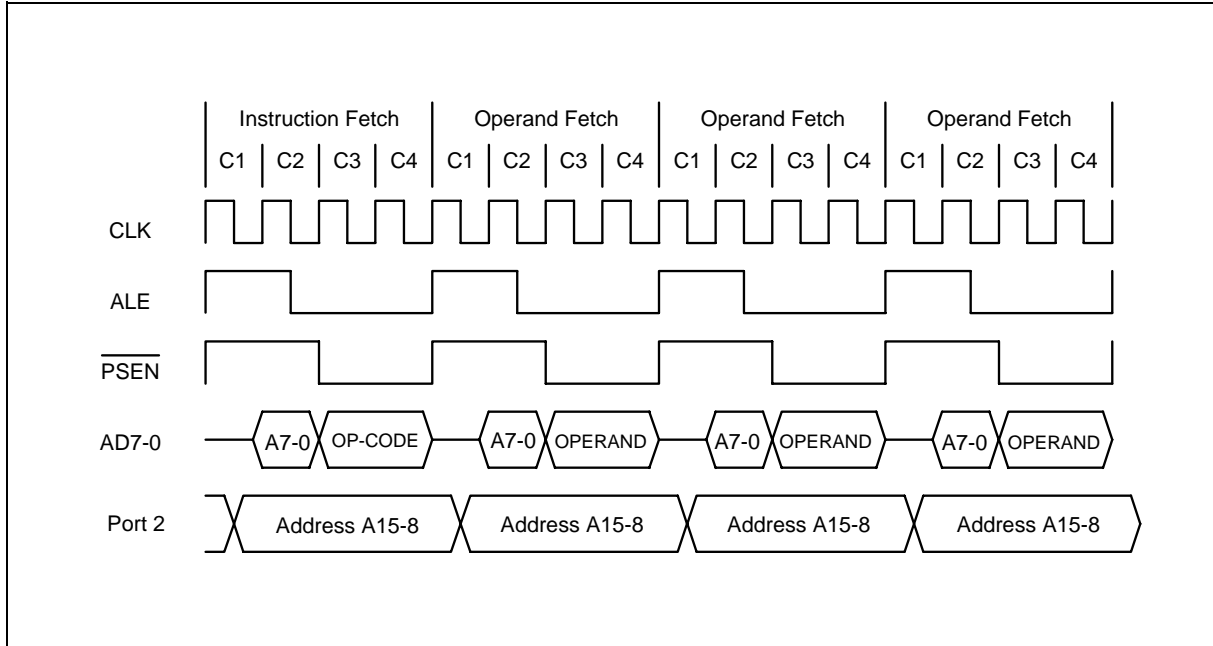 Instruction Fetch Operand Fetch Operand Fetch Operand Fetch
C1 C2 C3 C4 C1 C2 C3 C4 C1 C2 C3 C4 C1 C2 C3 C4
CLK
ALE
PSEN
AD7-0 A7-0 OP-CODE A7-0 OPERAND A7-0 OPERAND A7-0 OPERAND
Port 2 Address A15-8 Address A15-8 Address A15-8 Address A15-8